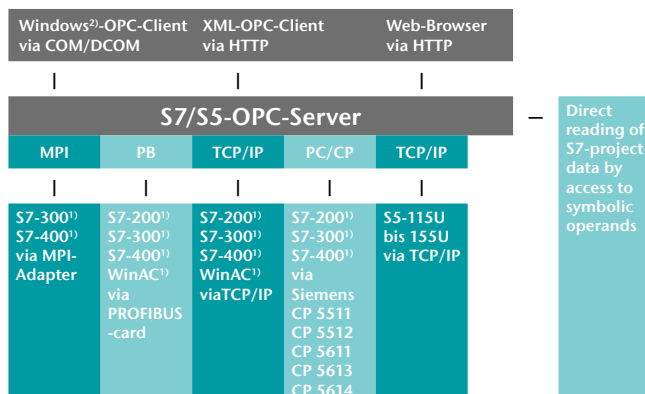 Windows²⁾-OPC-Client
via COM/DCOM
XML-OPC-Client
via HTTP
Web-Browser
via HTTP
S7/S5-OPC-Server
MPI
PB
TCP/IP
PC/CP
TCP/IP
S7-300¹⁾
S7-400¹⁾
via MPI-
Adapter
S7-200¹⁾
S7-300¹⁾
S7-400¹⁾
WinAC¹⁾
via
PROFIBUS
-card
S7-200¹⁾
S7-300¹⁾
S7-400¹⁾
WinAC¹⁾
viaTCP/IP
S7-200¹⁾
S7-300¹⁾
S7-400¹⁾
via
Siemens
CP 5511
CP 5512
CP 5611
CP 5613
CP 5614
S5-115U
bis 155U
via TCP/IP
Direct
reading of
S7-project
data by
access to
symbolic
operands